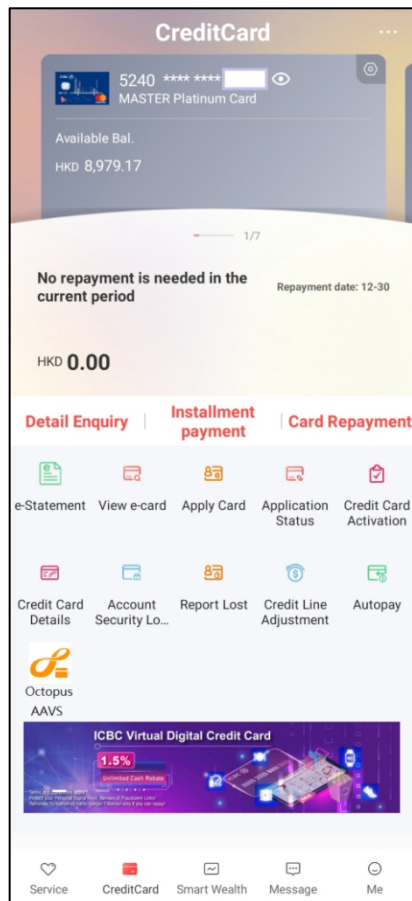 CreditCard
5240 **** ****
MASTER Platinum Card
Available Bal.
HKD 8,979.17
1/7
No repayment is needed in the
current period
Repayment date: 12-30
HKD 0.00
Detail Enquiry
Installment
payment
Card Repayment
e-Statement
View e-card
Apply Card
Application
Status
Credit Card
Activation
Credit Card
Details
Account
Security Lo...
Report Lost
Credit Line
Adjustment
Autopay
Octopus
AAVS
ICBC Virtual Digital Credit Card
1.5%
Unlimited Cash Rebate
Service
CreditCard
Smart Wealth
Message
Me